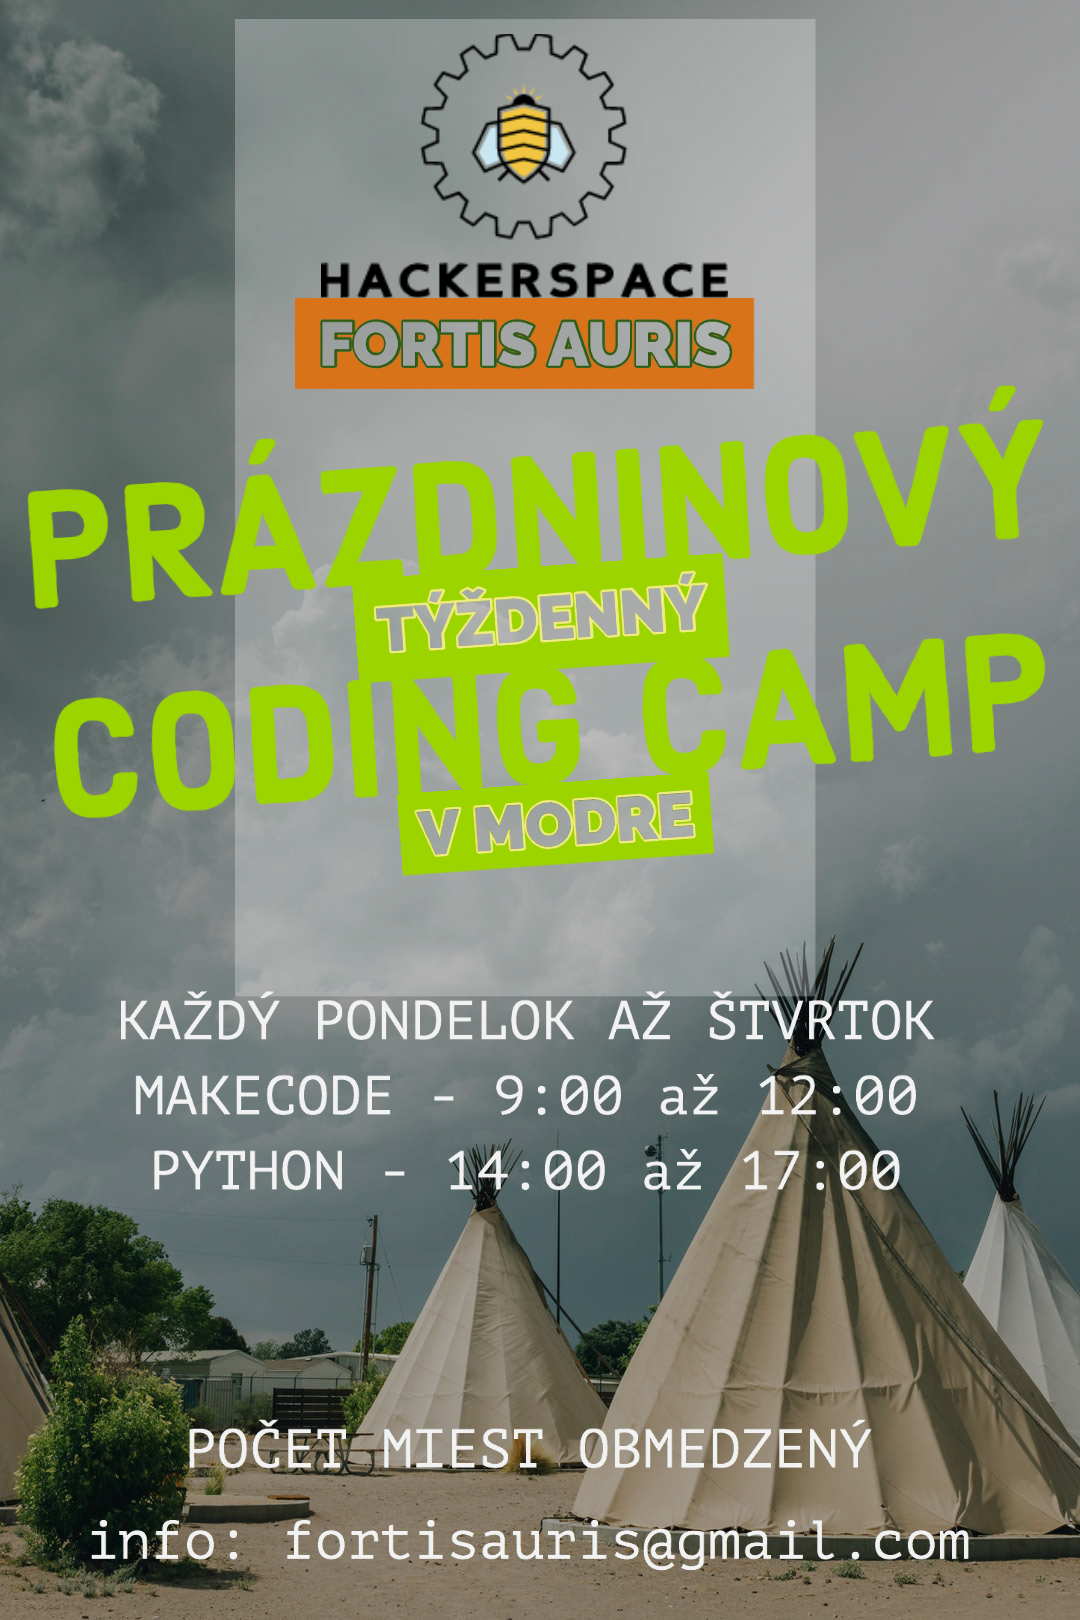 HACKERSPACE
FORTIS AURIS
PRÁZDNINOVÝ
TÝŽDENNÝ
CODING CAMP
V MODRE
KAŽDÝ PONDELOK AŽ ŠTVRTOK
MAKECODE - 9:00 až 12:00
PYTHON - 14:00 až 17:00
POČET MIEST OBMEDZENÝ
info: fortisauris@gmail.com